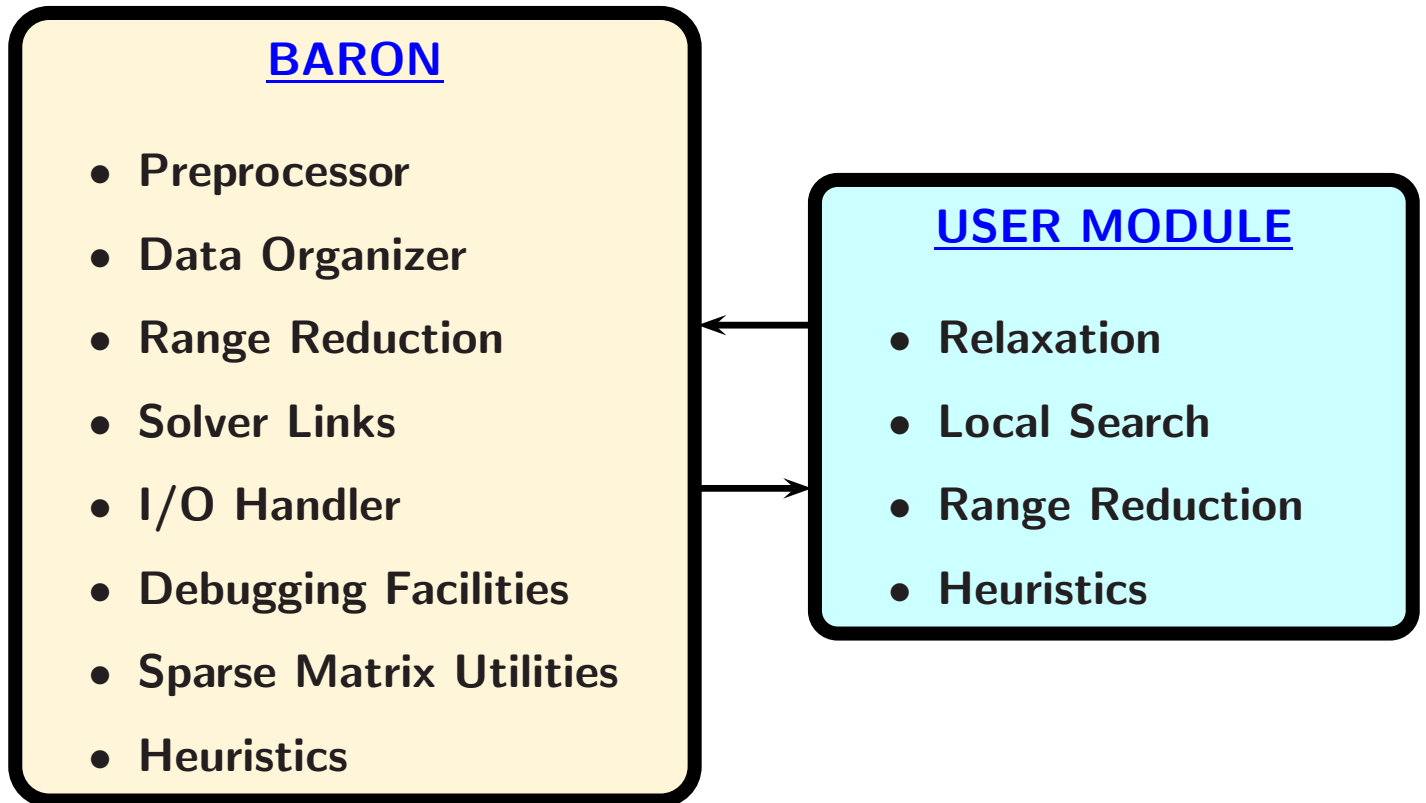 BARON
• Preprocessor
• Data Organizer
• Range Reduction
• Solver Links
• I/O Handler
• Debugging Facilities
• Sparse Matrix Utilities
• Heuristics
USER MODULE
• Relaxation
• Local Search
• Range Reduction
• Heuristics